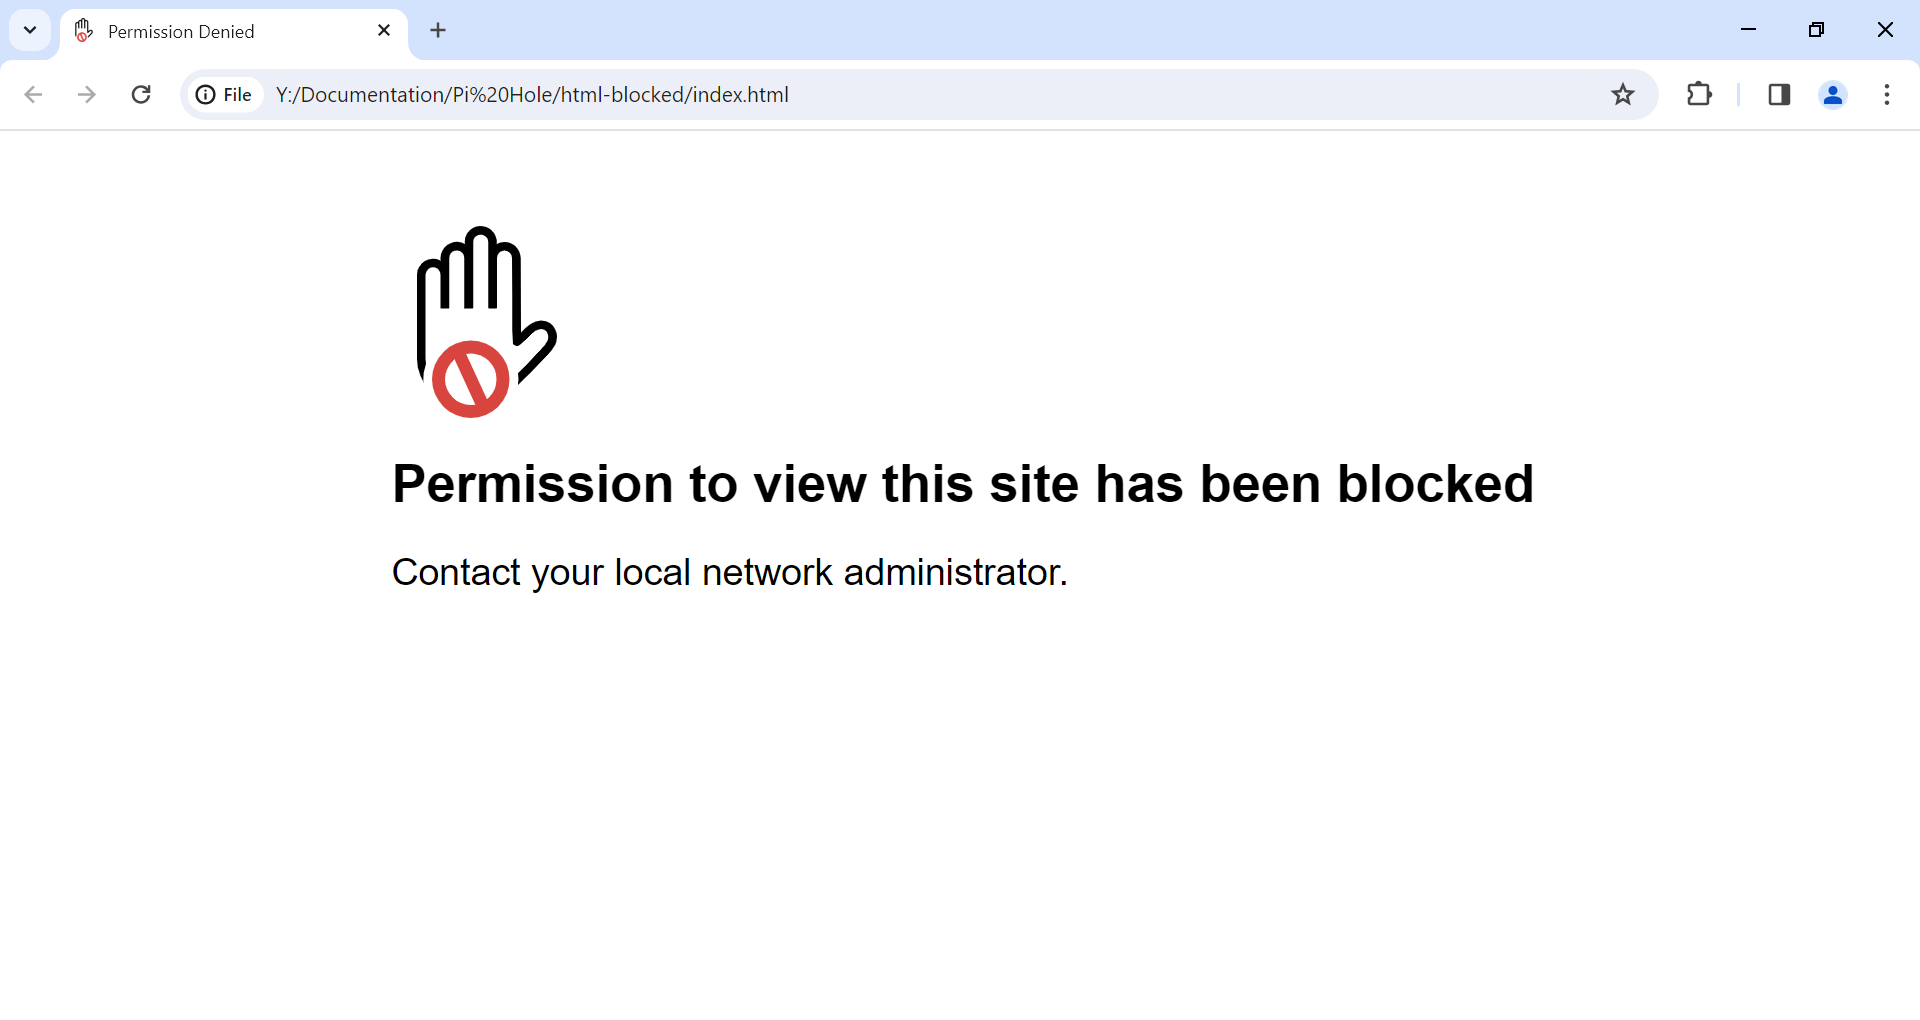 Permission Denied
File Y:/Documentation/Pi%20Hole/html-blocked/index.html
Permission to view this site has been blocked
Contact your local network administrator.